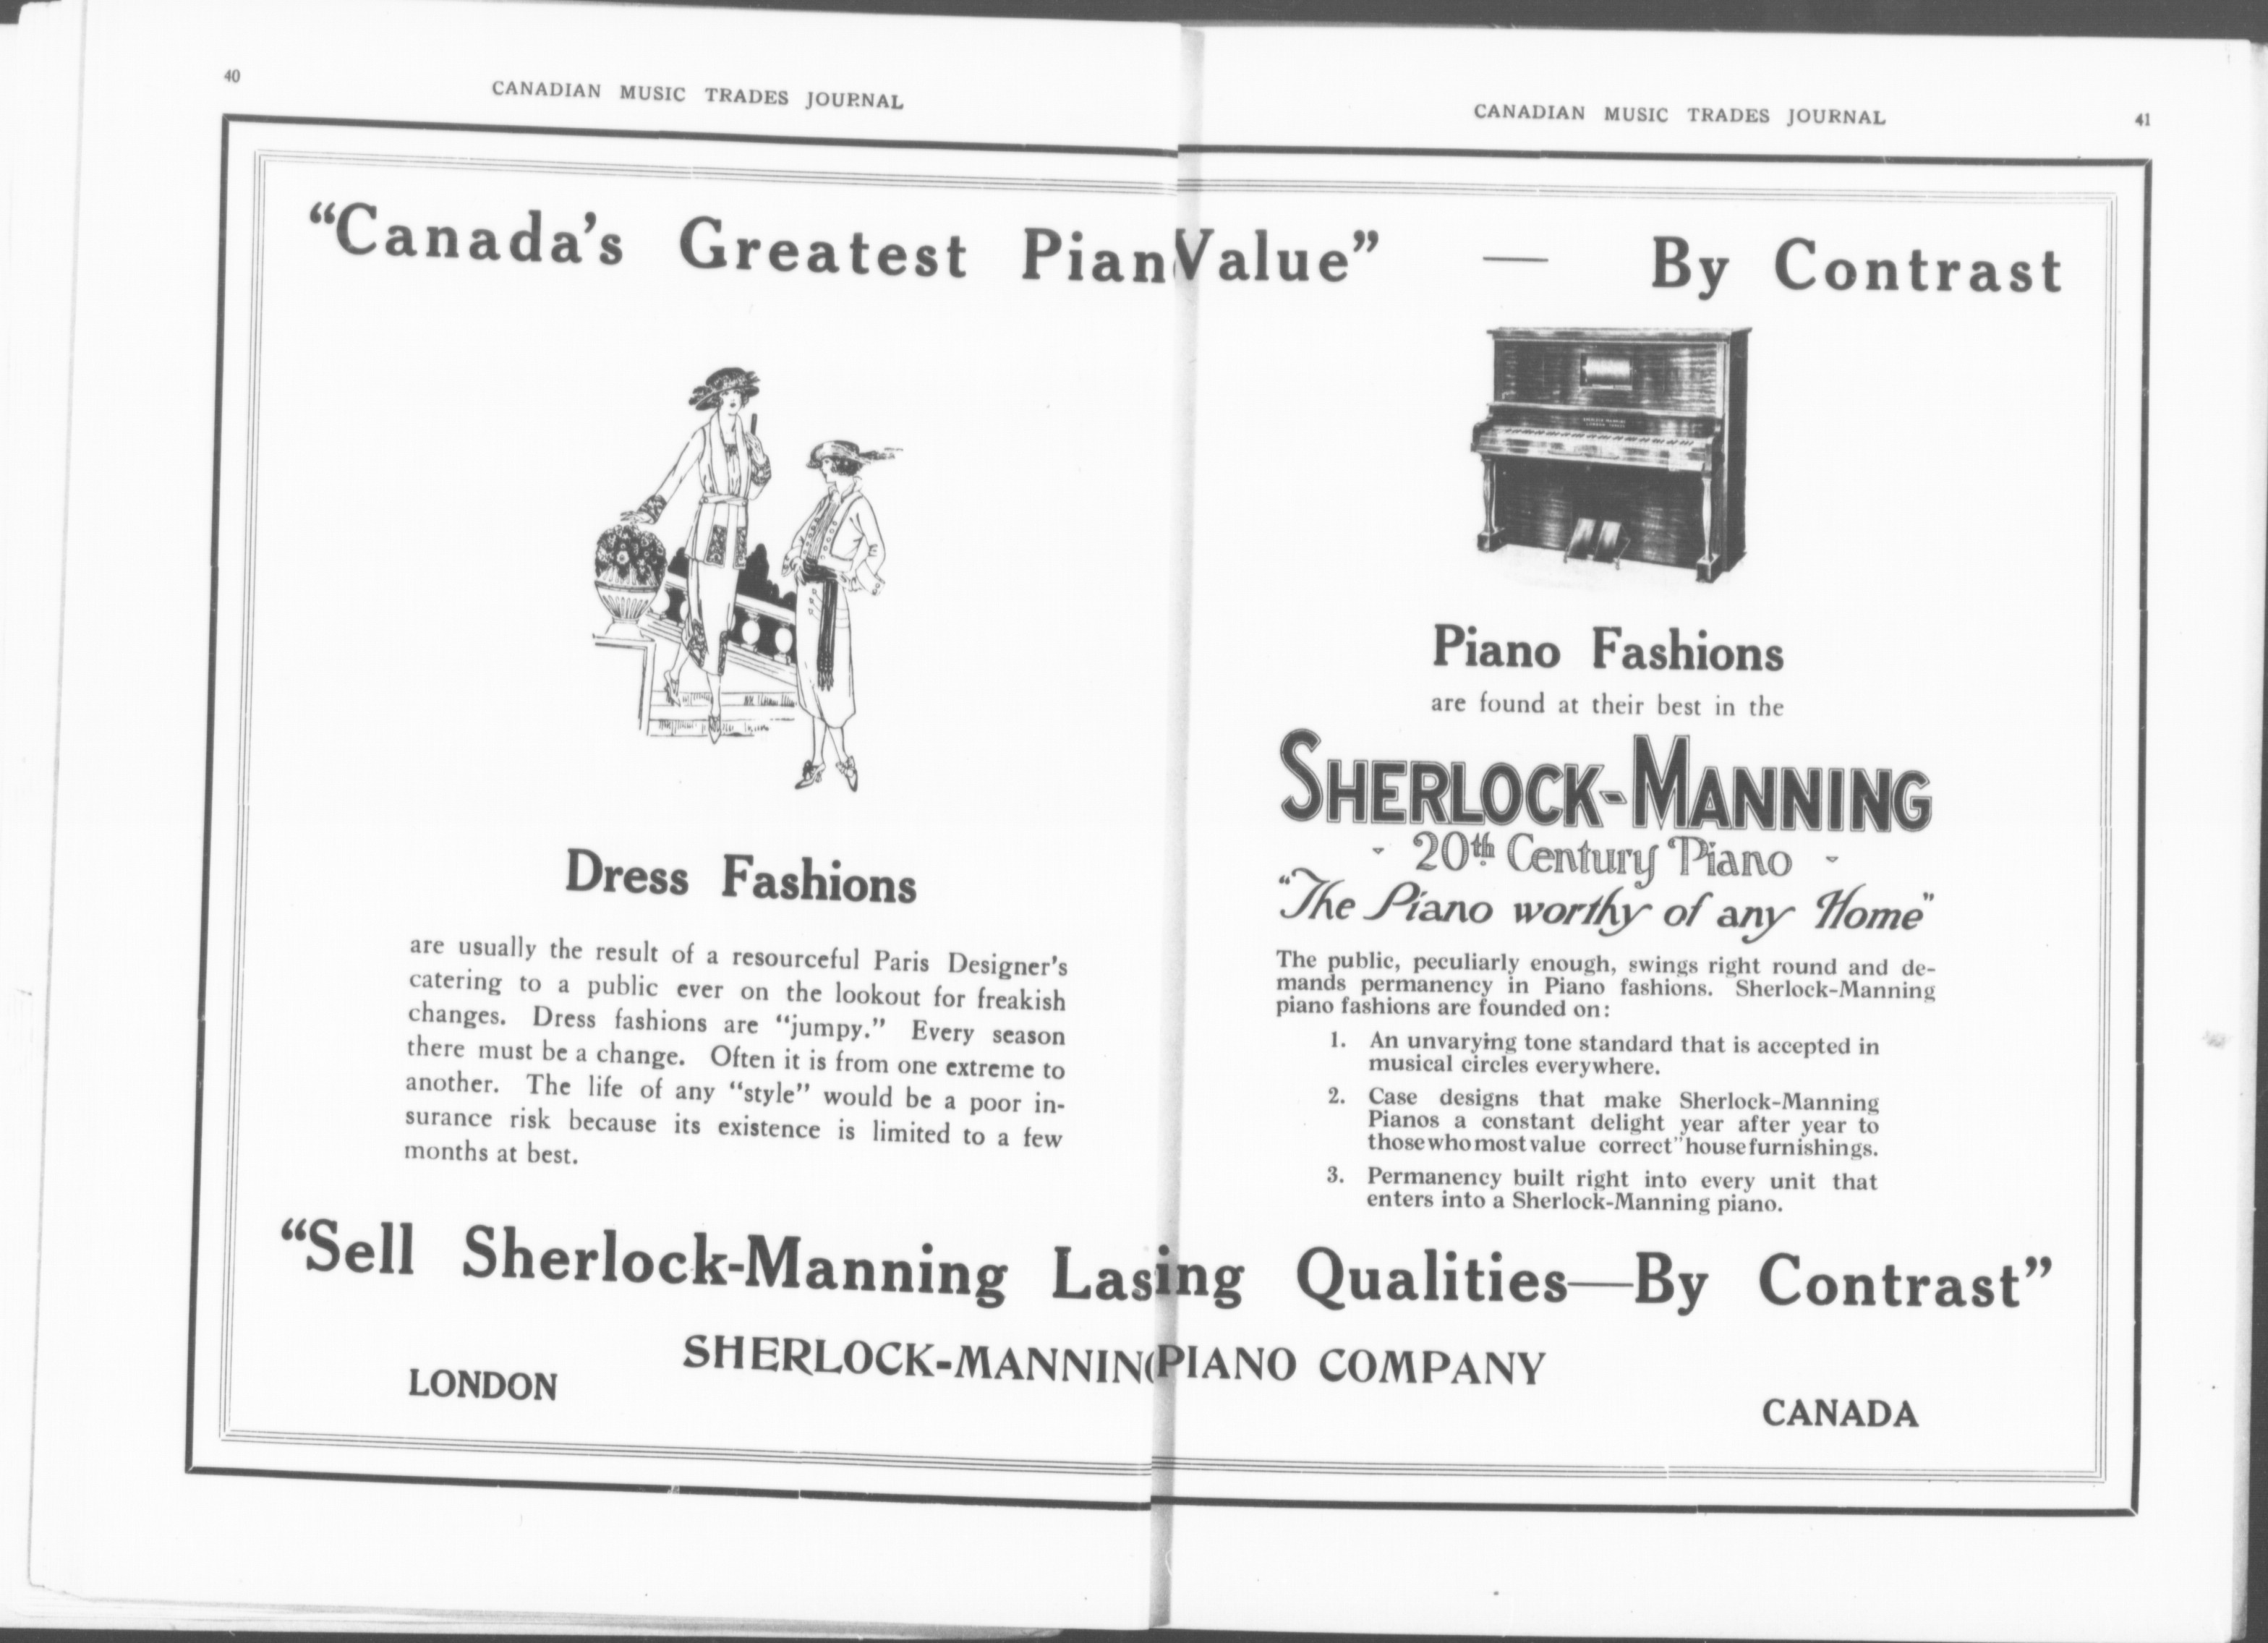 40
CANADIAN MUSIC TRADES JOURNAL
CANADIAN MUSIC TRADES JOURNAL
41
“Canada’s Greatest Pian Value” — By Contrast
Dress Fashions
are usually the result of a resourceful Paris Designer’s
catering to a public ever on the lookout for freakish
changes. Dress fashions are “jumpy.” Every season
there must be a change. Often it is from one extreme to
another. The life of any “style” would be a poor in-
surance risk because its existence is limited to a few
months at best.
Piano Fashions
are found at their best in the
SHERLOCK-MANNING
- 20th Century Piano -
“The Piano worthy of any Home”
The public, peculiarly enough, swings right round and de-
mands permanency in Piano fashions. Sherlock-Manning
piano fashions are founded on:
1. An unvarying tone standard that is accepted in
musical circles everywhere.
2. Case designs that make Sherlock-Manning
Pianos a constant delight year after year to
those who most value correct” house furnishings.
3. Permanency built right into every unit that
enters into a Sherlock-Manning piano.
“Sell Sherlock-Manning Lasing Qualities—By Contrast”
SHERLOCK-MANNIN PIANO COMPANY
LONDON
CANADA